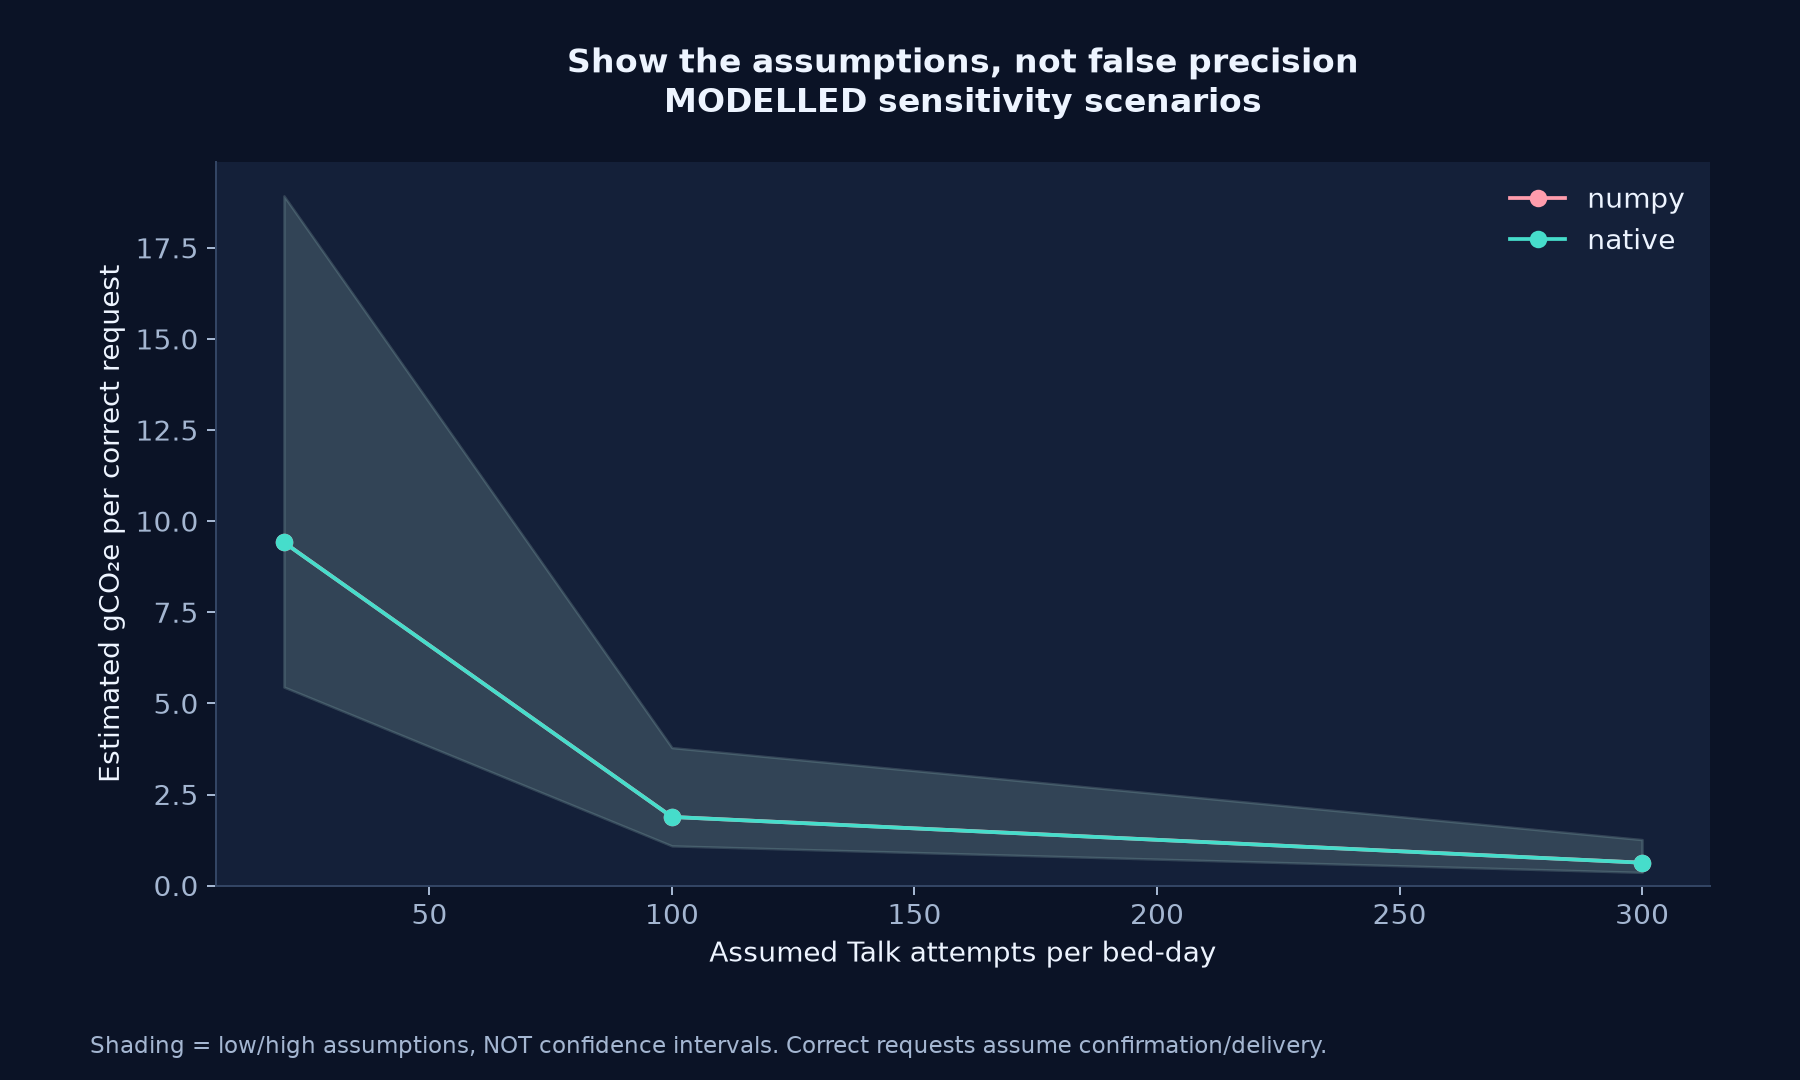 Show the assumptions, not false precision
MODELLED sensitivity scenarios
numpy
native
Estimated gCO₂e per correct request
17.5
15.0
12.5
10.0
7.5
5.0
2.5
0.0
50 100 150 200 250 300
Assumed Talk attempts per bed-day
Shading = low/high assumptions, NOT confidence intervals. Correct requests assume confirmation/delivery.